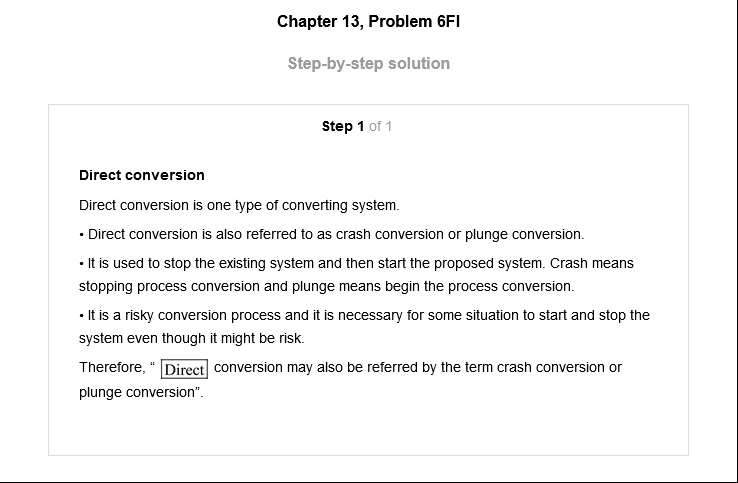 Chapter 13, Problem 6FI
Step-by-step solution
Step 1 of 1
Direct conversion
Direct conversion is one type of converting system.
• Direct conversion is also referred to as crash conversion or plunge conversion.
• It is used to stop the existing system and then start the proposed system. Crash means
stopping process conversion and plunge means begin the process conversion.
• It is a risky conversion process and it is necessary for some situation to start and stop the
system even though it might be risk.
Therefore, “ Direct conversion may also be referred by the term crash conversion or
plunge conversion”.